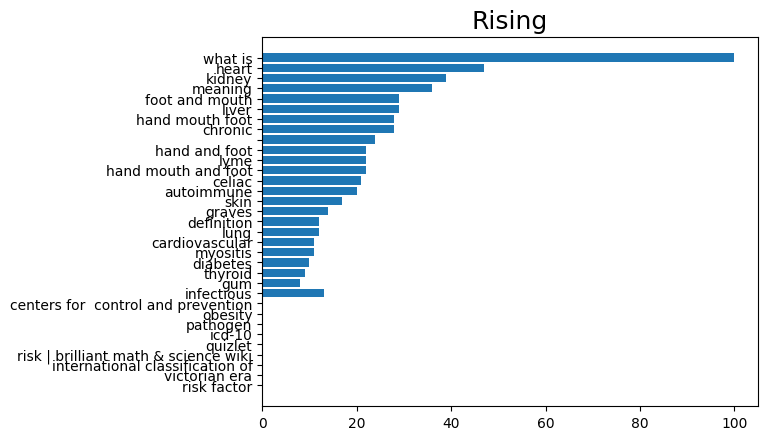 Rising
what is
heart
kidney
meaning
foot and mouth
liver
hand mouth foot
chronic
hand and foot
lyme
hand mouth and foot
celiac
autoimmune
skin
graves
definition
lung
cardiovascular
myositis
diabetes
thyroid
gum
infectious
centers for  control and prevention
obesity
pathogen
icd-10
quizlet
risk | brilliant math & science wiki
international classification of
victorian era
risk factor
0 20 40 60 80 100